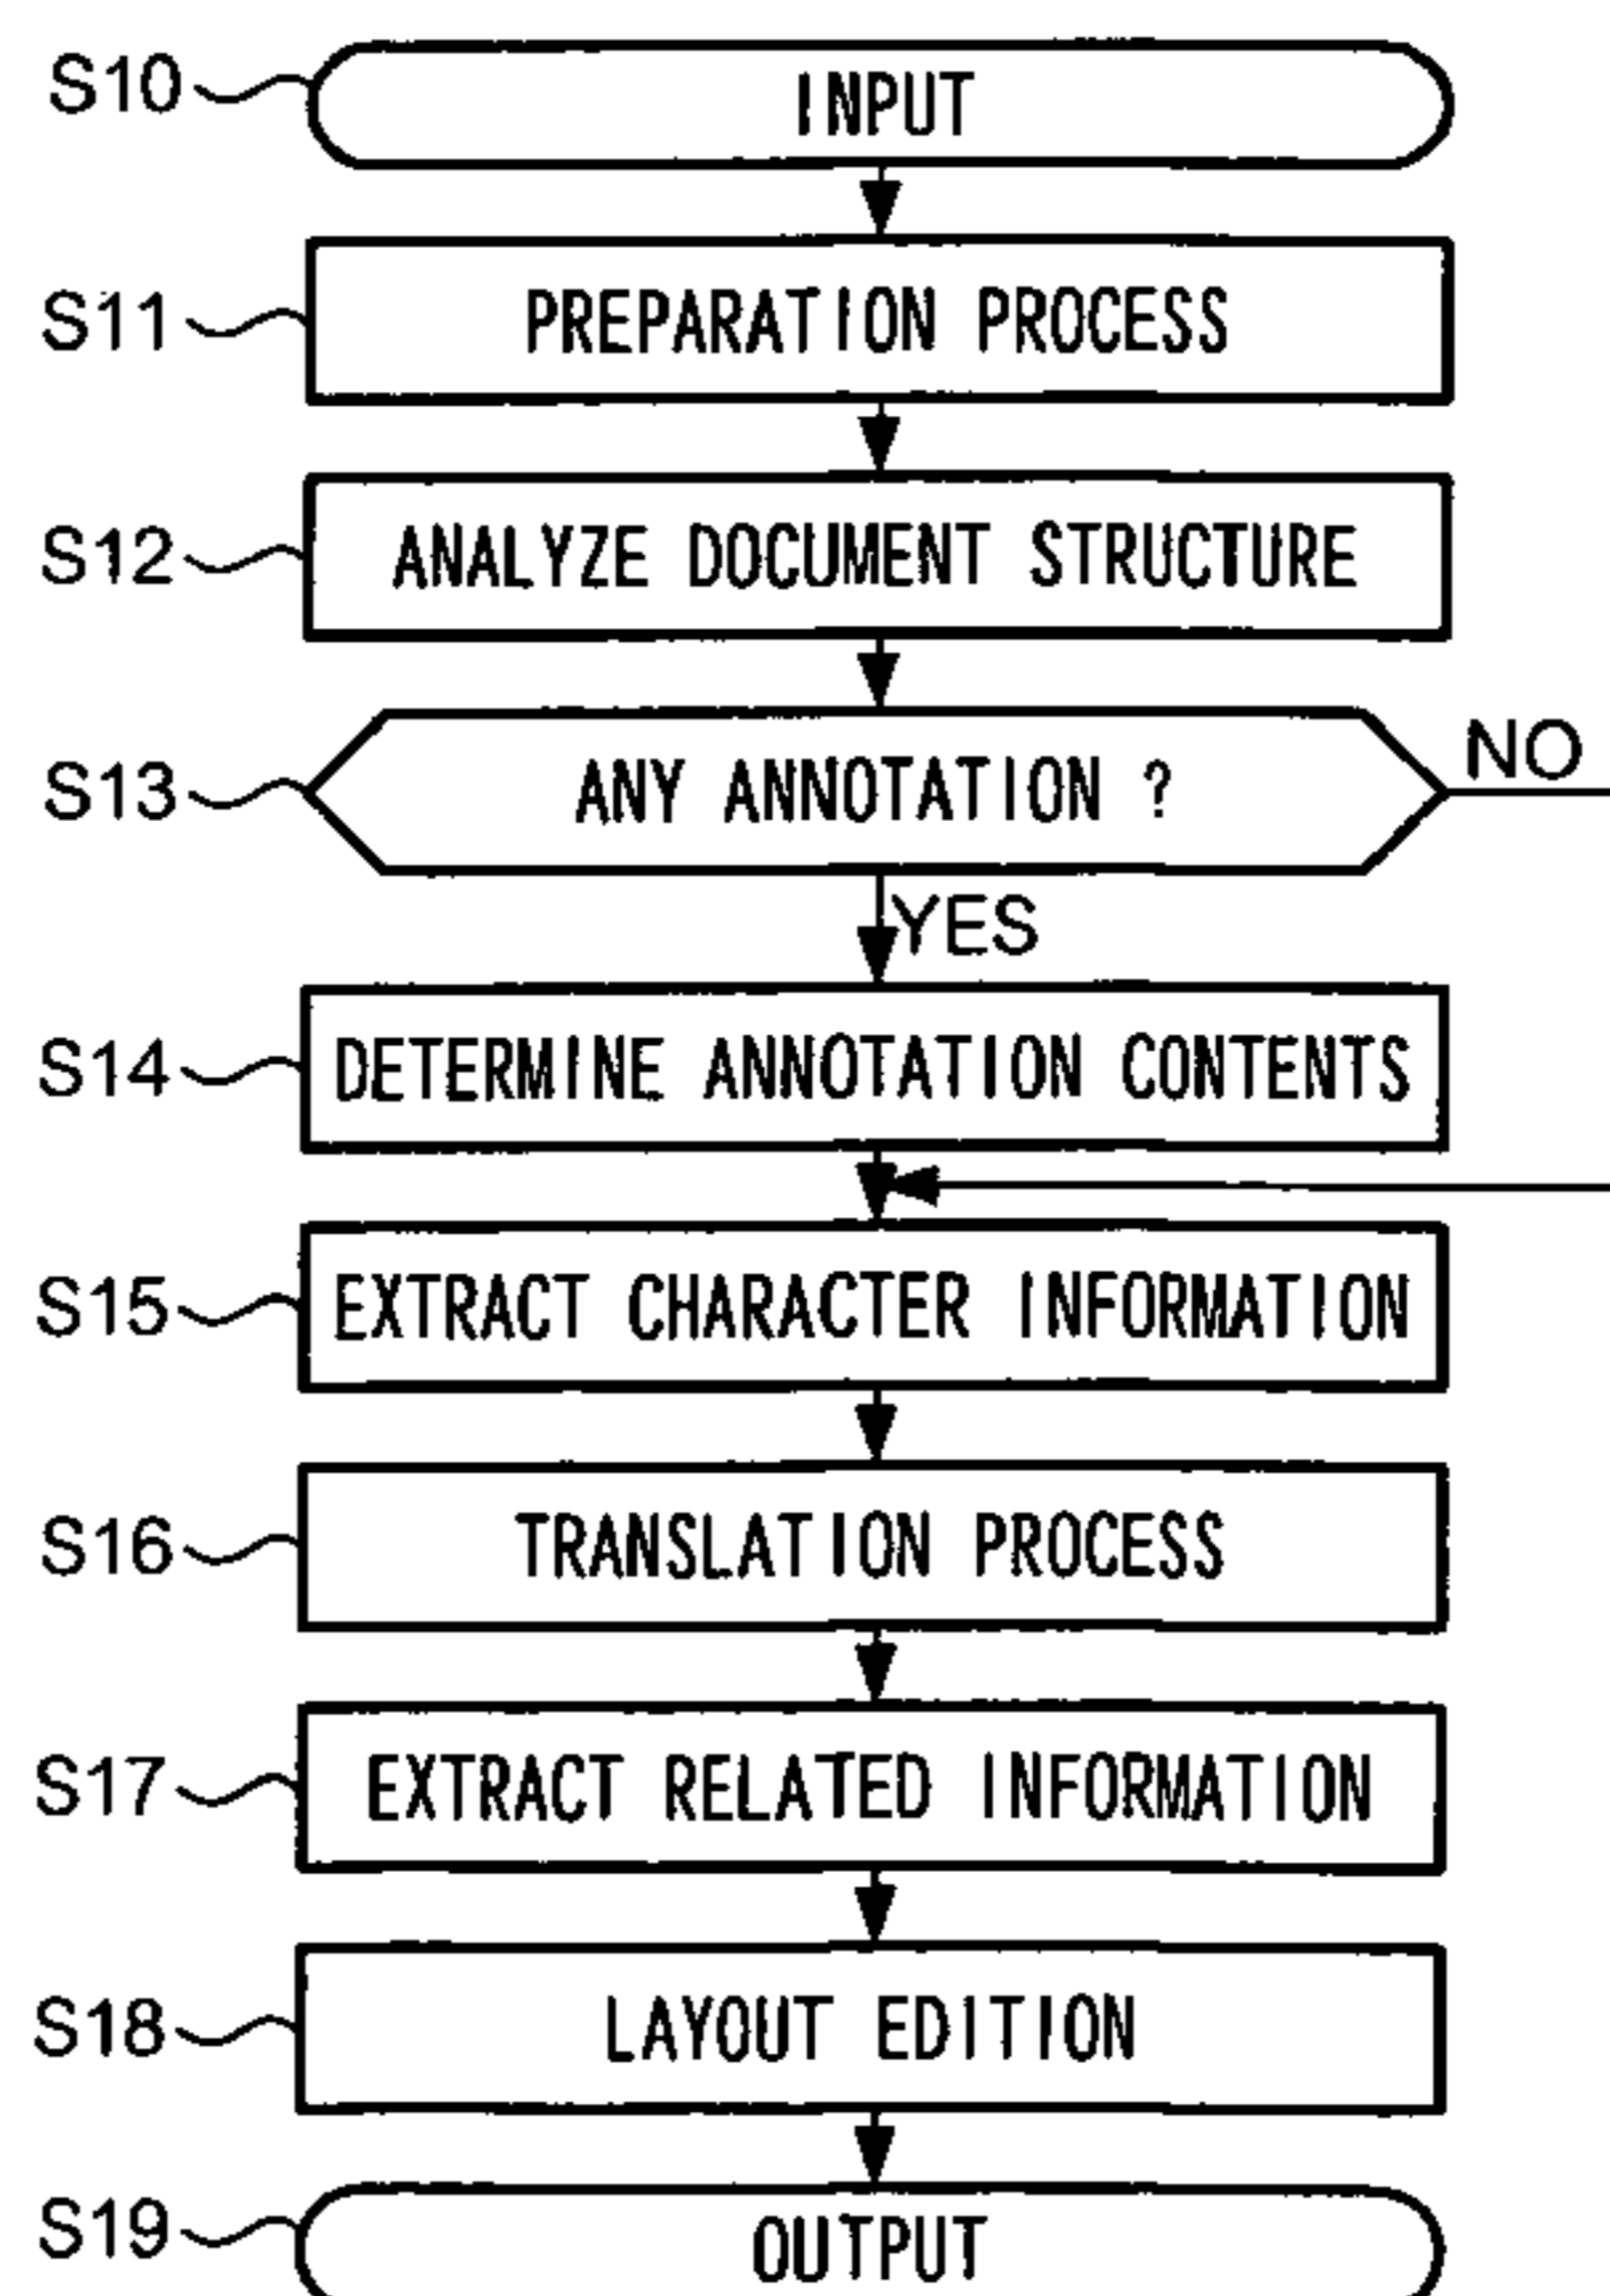 S10 INPUT
S11 PREPARATION PROCESS
S12 ANALYZE DOCUMENT STRUCTURE
S13 ANY ANNOTATION ? NO
YES
S14 DETERMINE ANNOTATION CONTENTS
S15 EXTRACT CHARACTER INFORMATION
S16 TRANSLATION PROCESS
S17 EXTRACT RELATED INFORMATION
S18 LAYOUT EDITION
S19 OUTPUT